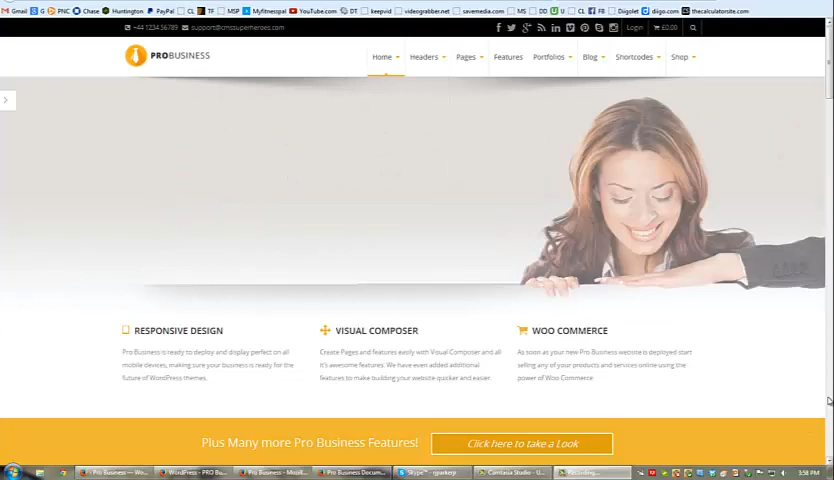 Gmail G PNC Chase Huntington PayPal CL TF MSP Myfitnesspal YouTube.com DT keepvid videograbber.net savemedia.com MS DD U CL FB Diigolet diigo.com thecalculatorsite.com
+44 1234 56789 support@cmssuperheroes.com Login £0.00
PROBUSINESS Home Headers Pages Features Portfolios Blog Shortcodes Shop
RESPONSIVE DESIGN
Pro Business is ready to deploy and display perfect on all
mobile devices, making sure your business is ready for the
future of WordPress themes.
VISUAL COMPOSER
Create Pages and features easily with Visual Composer and all
it's awesome features. We have even added additional
features to make building your website quicker and easier.
WOO COMMERCE
As soon as your new Pro Business website is deployed start
selling any of your products and services online using the
power of Woo Commerce
Plus Many more Pro Business Features! Click here to take a Look
Pro Business — Wo... WordPress - PRO Bu... Pro Business - Mozil... Pro Business Docum... Skype™ - rparkerp Camtasia Studio - U... Recording... 3:58 PM